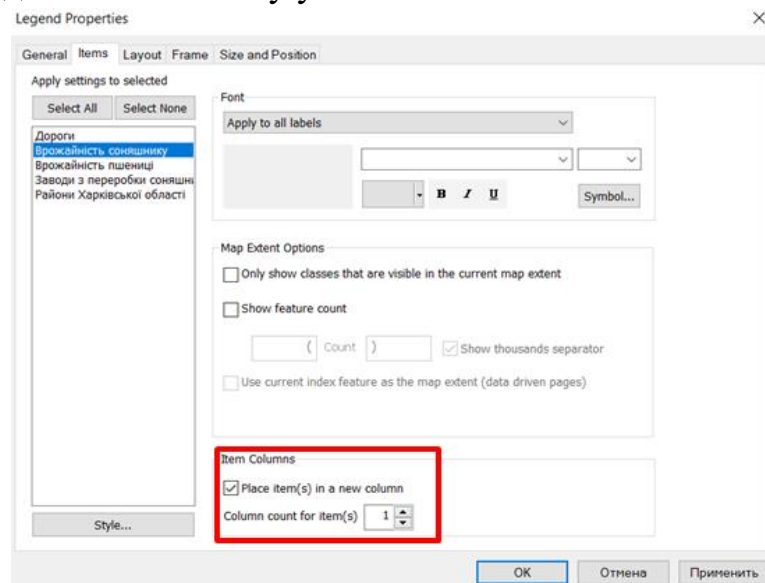 Legend Properties
General Items Layout Frame Size and Position
Apply settings to selected
Select All Select None
Дороги
Врожайність соняшнику
Врожайність пшениці
Заводи з переробки соняшн
Райони Харківської області
Style...
Font
Apply to all labels
B I U
Symbol...
Map Extent Options
Only show classes that are visible in the current map extent
Show feature count
( Count )
Show thousands separator
Use current index feature as the map extent (data driven pages)
Item Columns
Place item(s) in a new column
Column count for item(s) 1
OK Отмена Применить